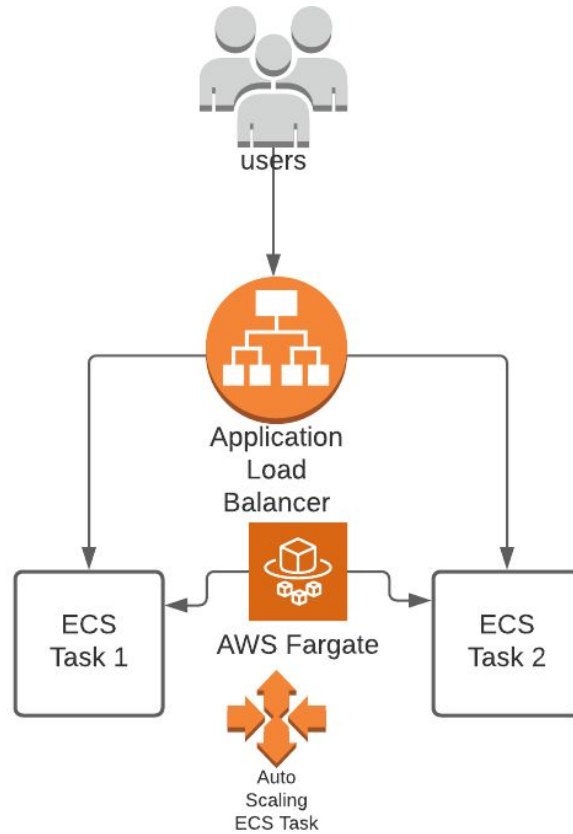 users
Application
Load
Balancer
ECS
Task 1
AWS Fargate
ECS
Task 2
Auto
Scaling
ECS Task